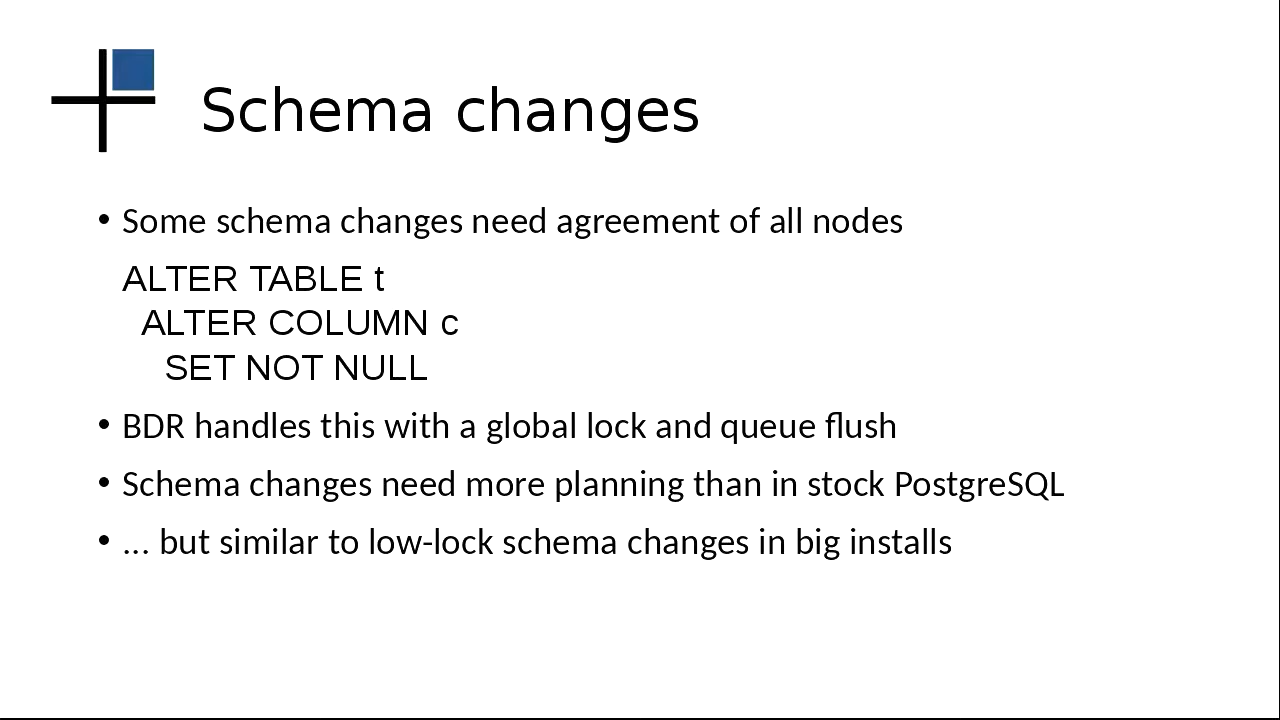 Schema changes
• Some schema changes need agreement of all nodes
ALTER TABLE t
ALTER COLUMN c
SET NOT NULL
• BDR handles this with a global lock and queue flush
• Schema changes need more planning than in stock PostgreSQL
• ... but similar to low-lock schema changes in big installs